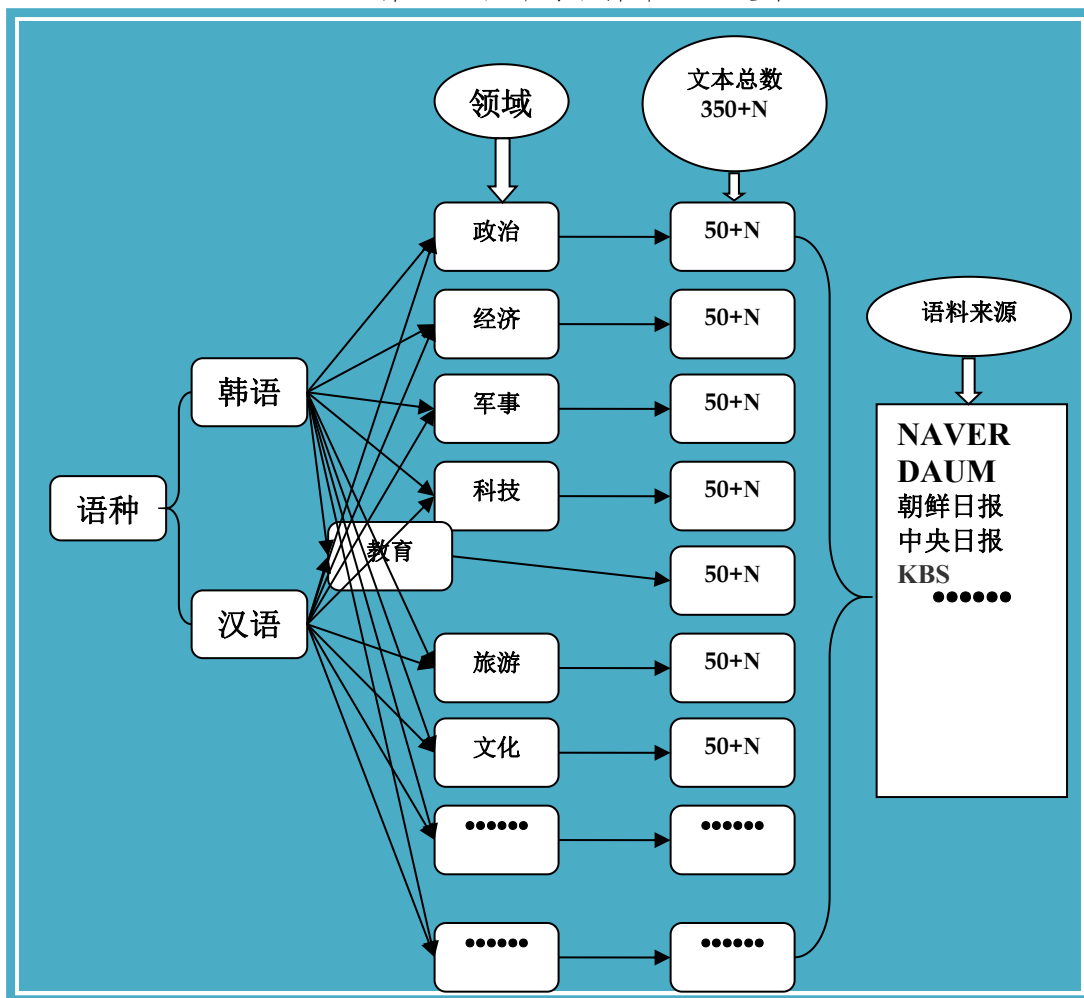 领域
文本总数
350+N
政治
50+N
经济
50+N
语料来源
韩语
军事
50+N
NAVER
DAUM
朝鲜日报
中央日报
KBS
●●●●●●
语种
科技
50+N
教育
50+N
汉语
旅游
50+N
文化
50+N
●●●●●●
●●●●●●
●●●●●●
●●●●●●